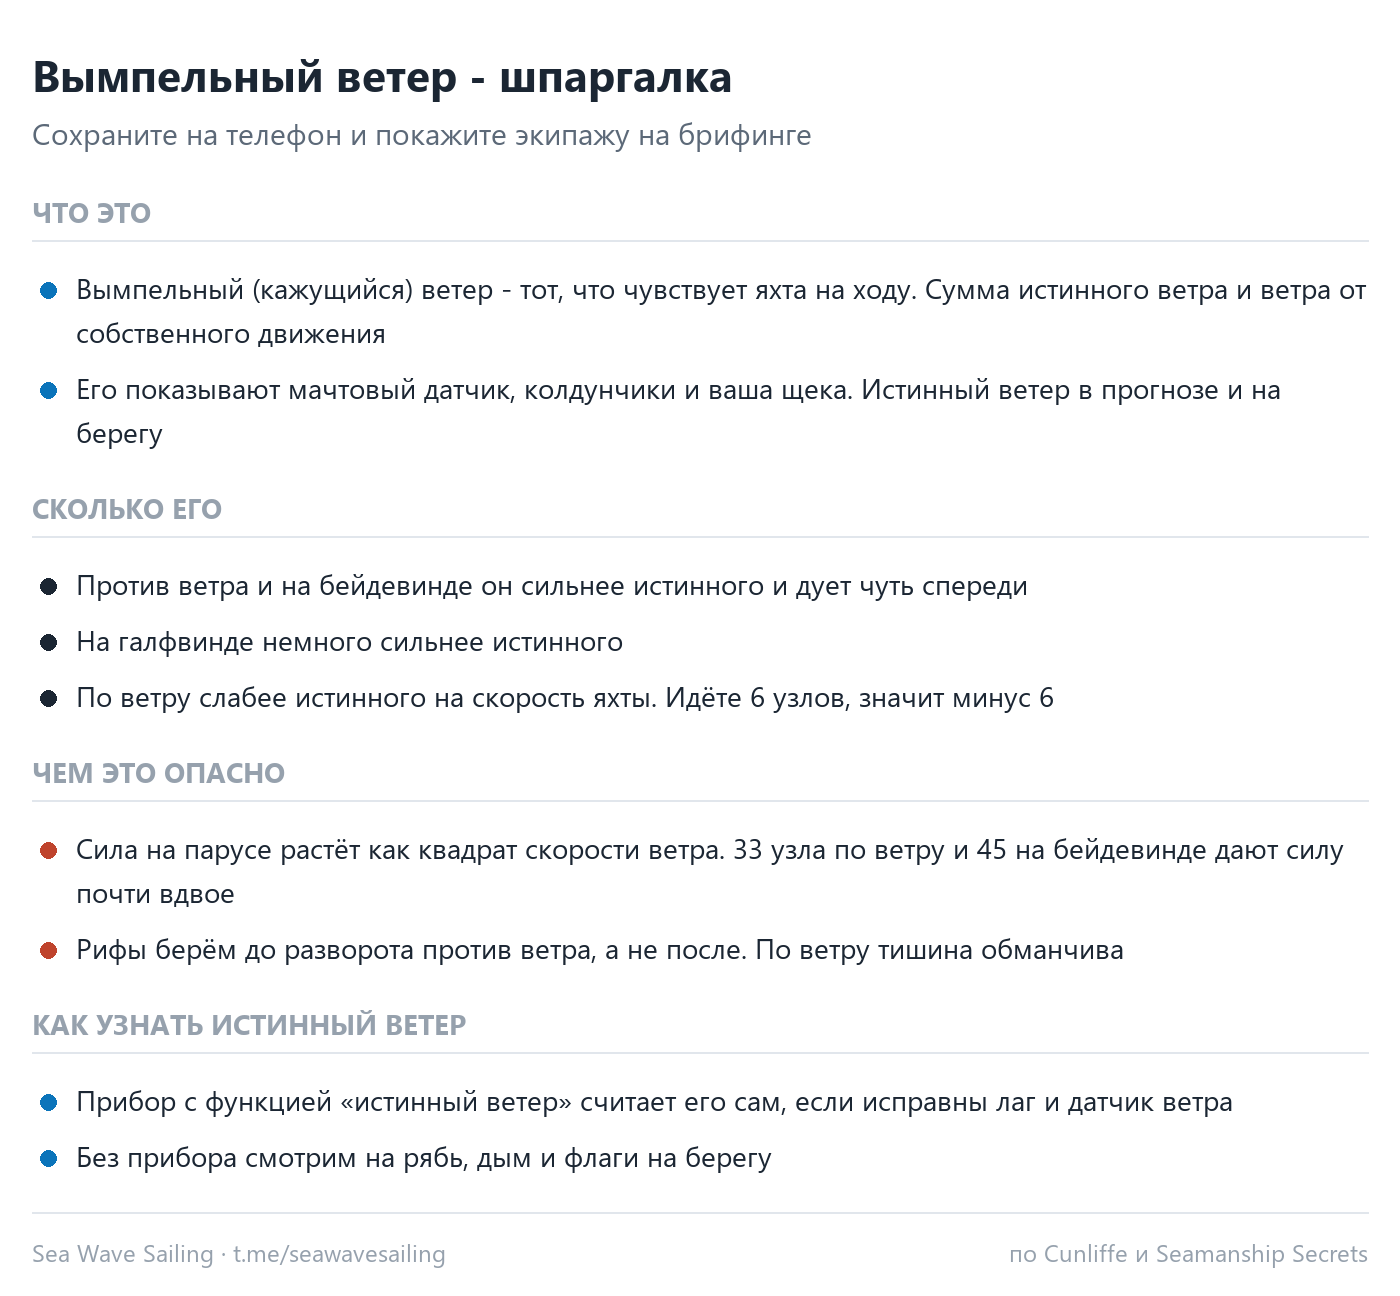 Вымпельный ветер - шпаргалка
Сохраните на телефон и покажите экипажу на брифинге
ЧТО ЭТО
Вымпельный (кажущийся) ветер - тот, что чувствует яхта на ходу. Сумма истинного ветра и ветра от
собственного движения
Его показывают мачтовый датчик, колдунчики и ваша щека. Истинный ветер в прогнозе и на
берегу
СКОЛЬКО ЕГО
Против ветра и на бейдевинде он сильнее истинного и дует чуть спереди
На галфвинде немного сильнее истинного
По ветру слабее истинного на скорость яхты. Идёте 6 узлов, значит минус 6
ЧЕМ ЭТО ОПАСНО
Сила на парусе растёт как квадрат скорости ветра. 33 узла по ветру и 45 на бейдевинде дают силу
почти вдвое
Рифы берём до разворота против ветра, а не после. По ветру тишина обманчива
КАК УЗНАТЬ ИСТИННЫЙ ВЕТЕР
Прибор с функцией «истинный ветер» считает его сам, если исправны лаг и датчик ветра
Без прибора смотрим на рябь, дым и флаги на берегу
Sea Wave Sailing · t.me/seawavesailing
по Cunliffe и Seamanship Secrets